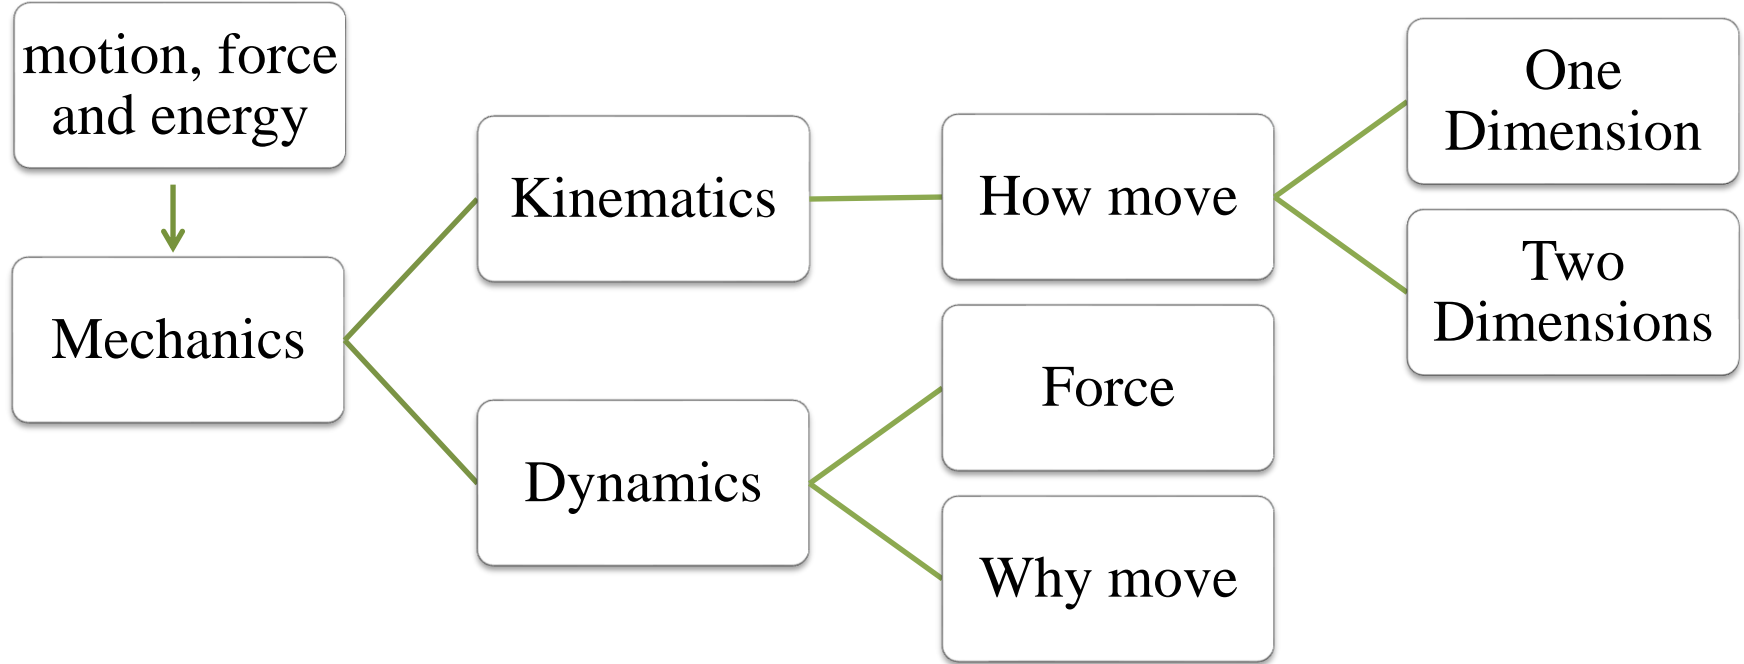 motion, force
and energy
Mechanics
Kinematics
How move
One
Dimension
Two
Dimensions
Dynamics
Force
Why move